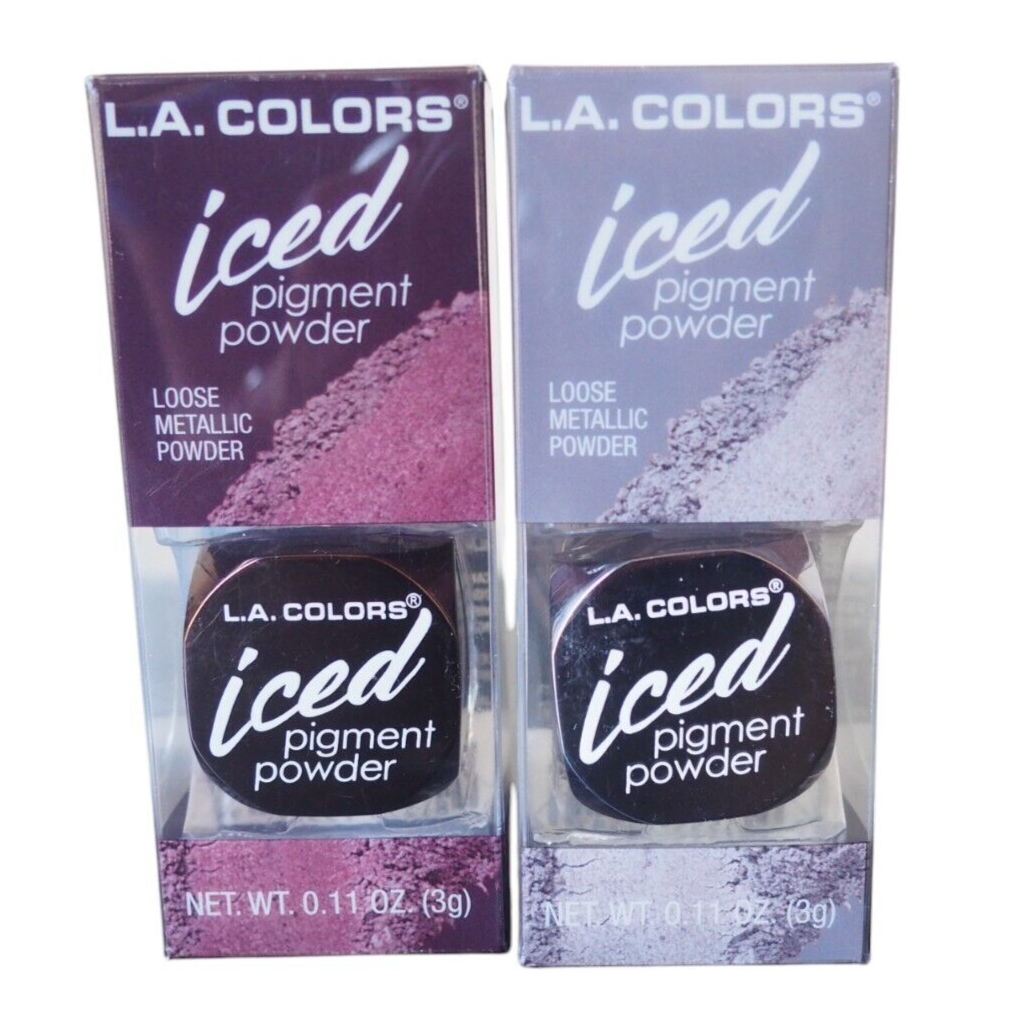 L.A. COLORS®
iced
pigment
powder
LOOSE
METALLIC
POWDER
L.A. COLORS®
iced
pigment
powder
NET. WT. 0.11 OZ. (3g)
L.A. COLORS®
iced
pigment
powder
LOOSE
METALLIC
POWDER
L.A. COLORS®
iced
pigment
powder
NET. WT. 0.11 OZ. (3g)